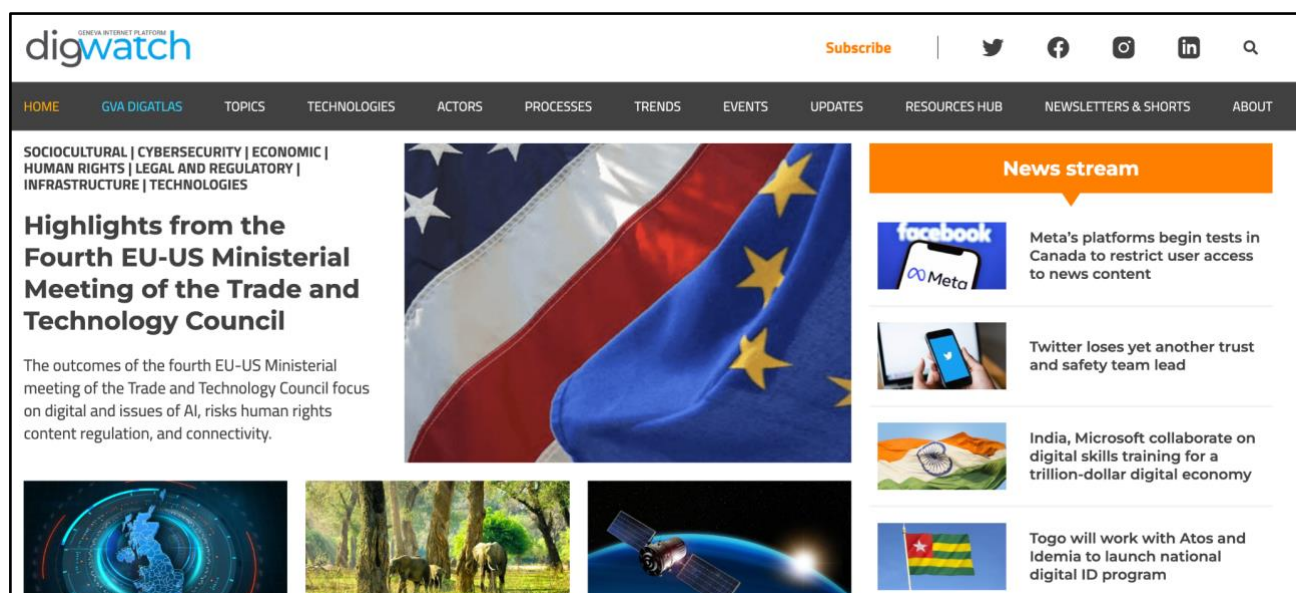 GENEVA INTERNET PLATFORM
digwatch
Subscribe
HOME GVA DIGATLAS TOPICS TECHNOLOGIES ACTORS PROCESSES TRENDS EVENTS UPDATES RESOURCES HUB NEWSLETTERS & SHORTS ABOUT
SOCIOCULTURAL | CYBERSECURITY | ECONOMIC |
HUMAN RIGHTS | LEGAL AND REGULATORY |
INFRASTRUCTURE | TECHNOLOGIES
Highlights from the
Fourth EU-US Ministerial
Meeting of the Trade and
Technology Council
The outcomes of the fourth EU-US Ministerial
meeting of the Trade and Technology Council focus
on digital and issues of AI, risks human rights
content regulation, and connectivity.
News stream
facebook
Meta
Meta's platforms begin tests in
Canada to restrict user access
to news content
Twitter loses yet another trust
and safety team lead
India, Microsoft collaborate on
digital skills training for a
trillion-dollar digital economy
Togo will work with Atos and
Idemia to launch national
digital ID program